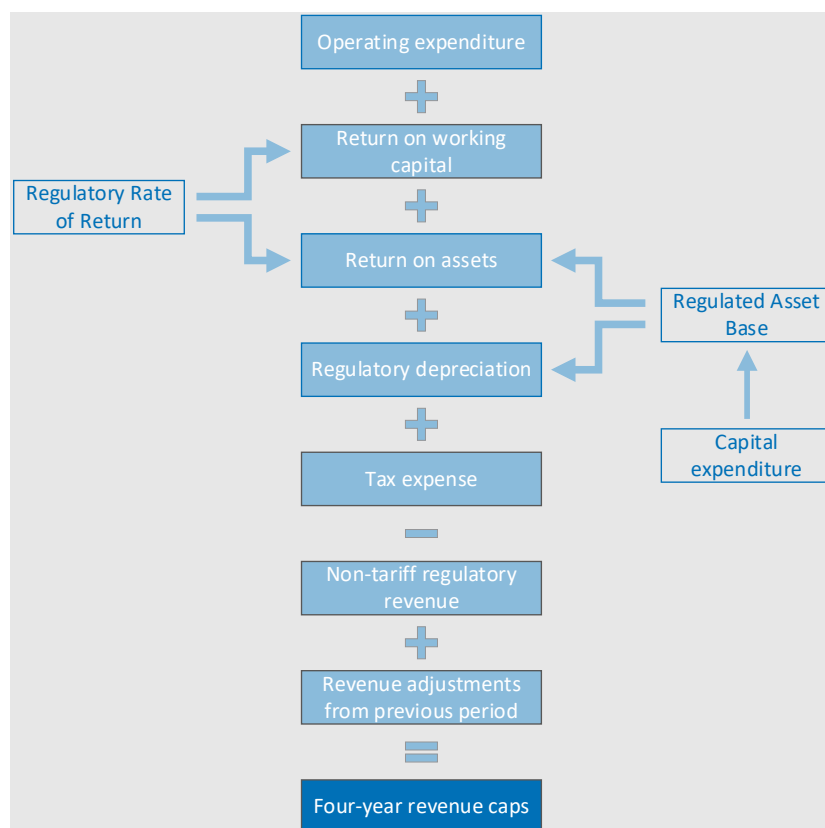 Operating expenditure
Return on working
capital
Regulatory Rate
of Return
Return on assets
Regulated Asset
Base
Regulatory depreciation
Capital
expenditure
Tax expense
Non-tariff regulatory
revenue
Revenue adjustments
from previous period
Four-year revenue caps